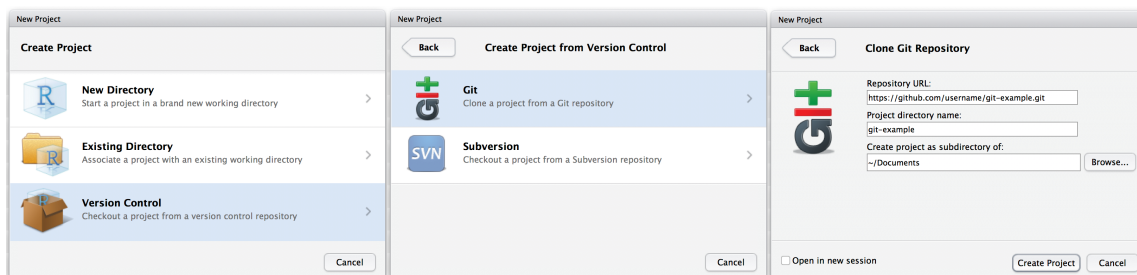 New Project
Create Project
R
New Directory
Start a project in a brand new working directory
R
Existing Directory
Associate a project with an existing working directory
R
Version Control
Checkout a project from a version control repository
Cancel
New Project
Back
Create Project from Version Control
Git
Clone a project from a Git repository
SVN
Subversion
Checkout a project from a Subversion repository
Cancel
New Project
Back
Clone Git Repository
Repository URL:
https://github.com/username/git-example.git
Project directory name:
git-example
Create project as subdirectory of:
~/Documents
Browse...
Open in new session
Create Project
Cancel